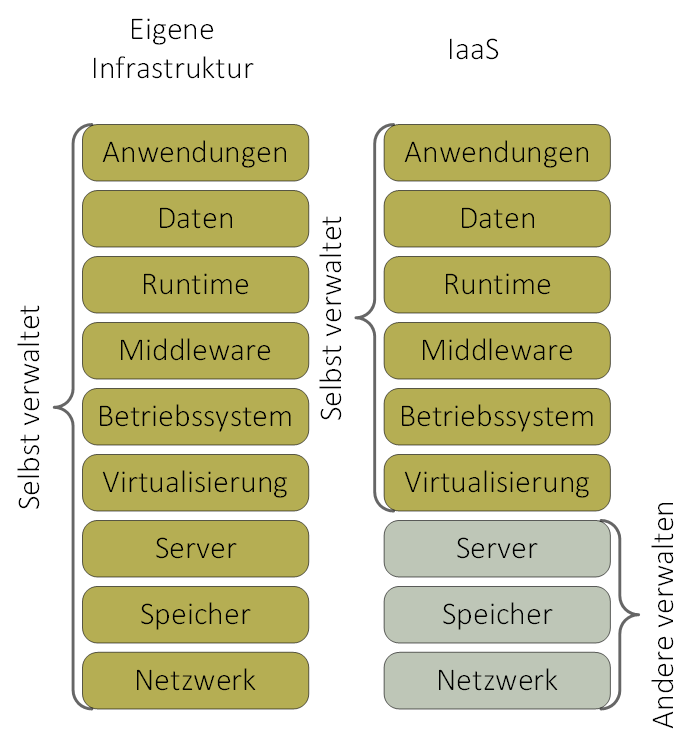 Eigene
Infrastruktur
IaaS
Selbst verwaltet
Anwendungen
Daten
Runtime
Middleware
Betriebssystem
Virtualisierung
Server
Speicher
Netzwerk
Selbst verwaltet
Anwendungen
Daten
Runtime
Middleware
Betriebssystem
Virtualisierung
Server
Speicher
Netzwerk
Andere verwalten